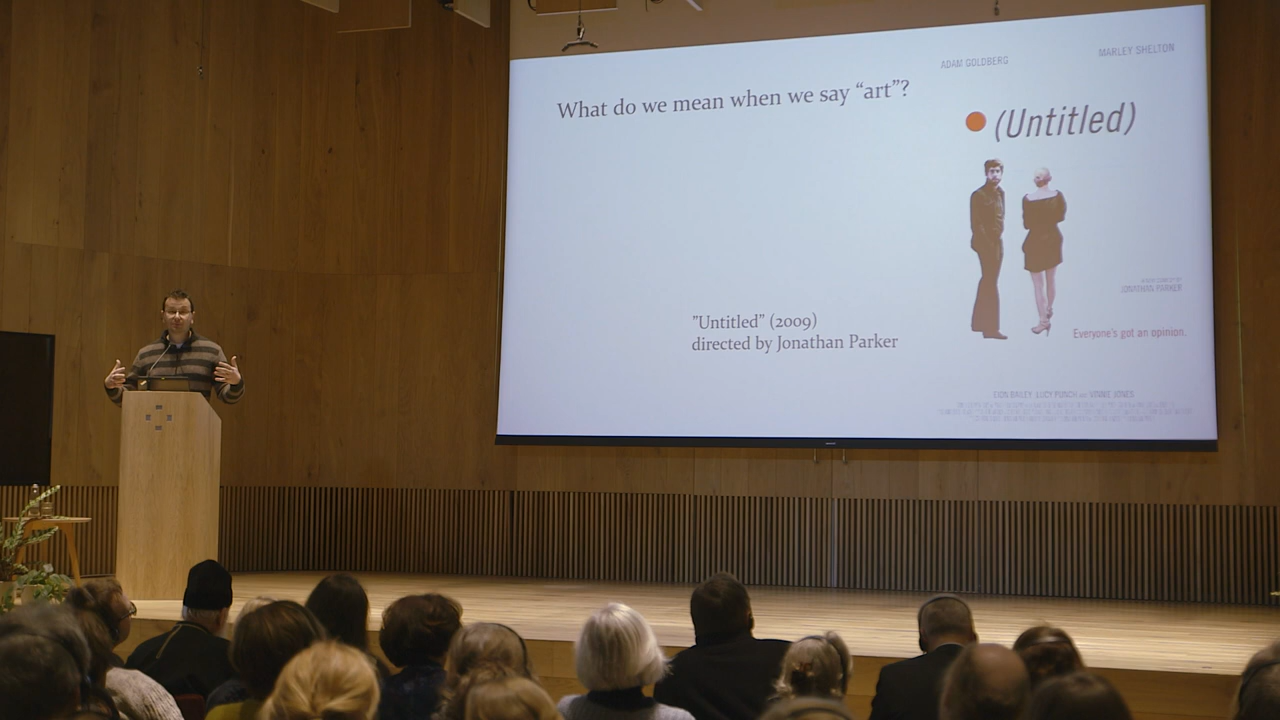 What do we mean when we say “art”?
"Untitled” (2009)
directed by Jonathan Parker
ADAM GOLDBERG
MARLEY SHELTON
(Untitled)
JONATHAN PARKER
Everyone's got an opinion.
EION BAILEY LUCY PUNCH AND VINNIE JONES